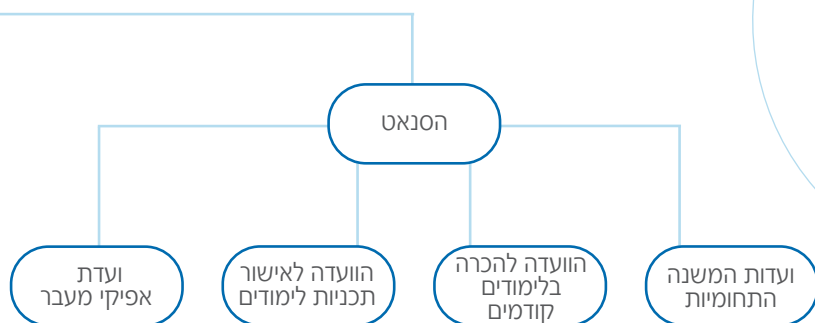 הסנאט
ועדות המשנה
התחומיות
הוועדה להכרה
בלימודים
קודמים
הוועדה לאישור
תכניות לימודים
ועדת
אפיקי מעבר